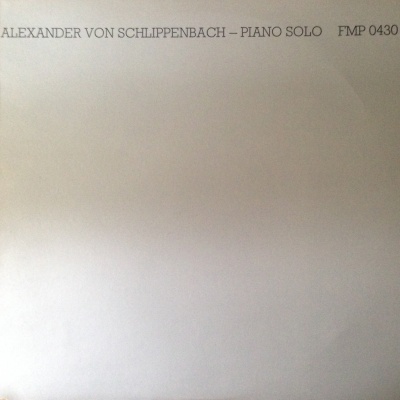 ALEXANDER VON SCHLIPPENBACH – PIANO SOLO FMP 0430